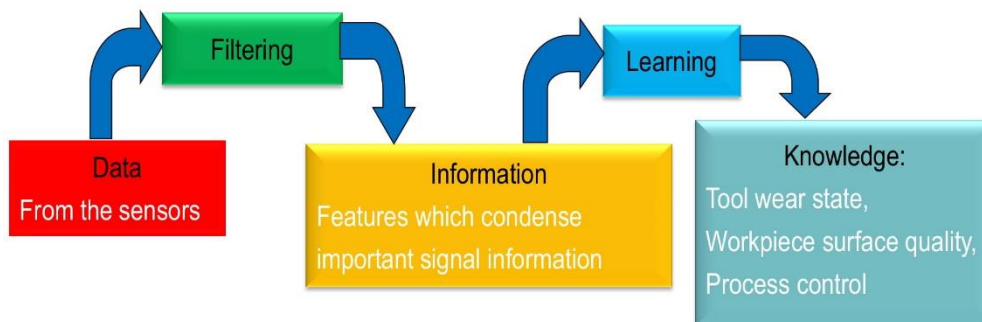 Filtering
Learning
Data
From the sensors
Information
Features which condense
important signal information
Knowledge:
Tool wear state,
Workpiece surface quality,
Process control